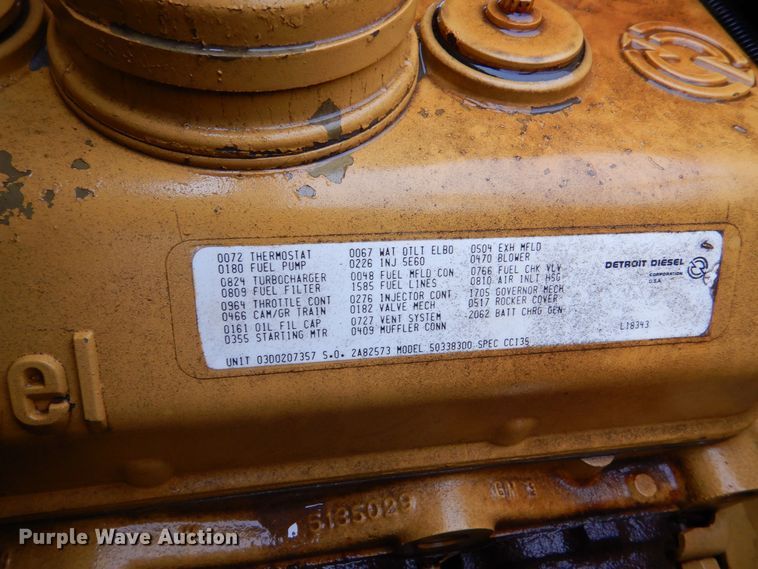 0072 THERMOSTAT
0180 FUEL PUMP
0824 TURBOCHARGER
0809 FUEL FILTER
0964 THROTTLE CONT
0466 CAM/GR TRAIN
0161 OIL FIL CAP
0355 STARTING MTR
0067 WAT OTLT ELBO
0226 INJ 5E60
0048 FUEL MFLD CON
1585 FUEL LINES
0276 INJECTOR CONT
0182 VALVE MECH
0727 VENT SYSTEM
0409 MUFFLER CONN
0504 EXH MFLD
0470 BLOWER
0766 FUEL CHK VLV
0810 AIR INLT HSG
1705 GOVERNOR MECH
0517 ROCKER COVER
2062 BATT CHRG GEN
DETROIT DIESEL
CORPORATION
U.S.A.
L18343
UNIT 03D0207357 S.O. 2A82573 MODEL 50338300 SPEC CC135
el
GM
5135029
Purple Wave Auction